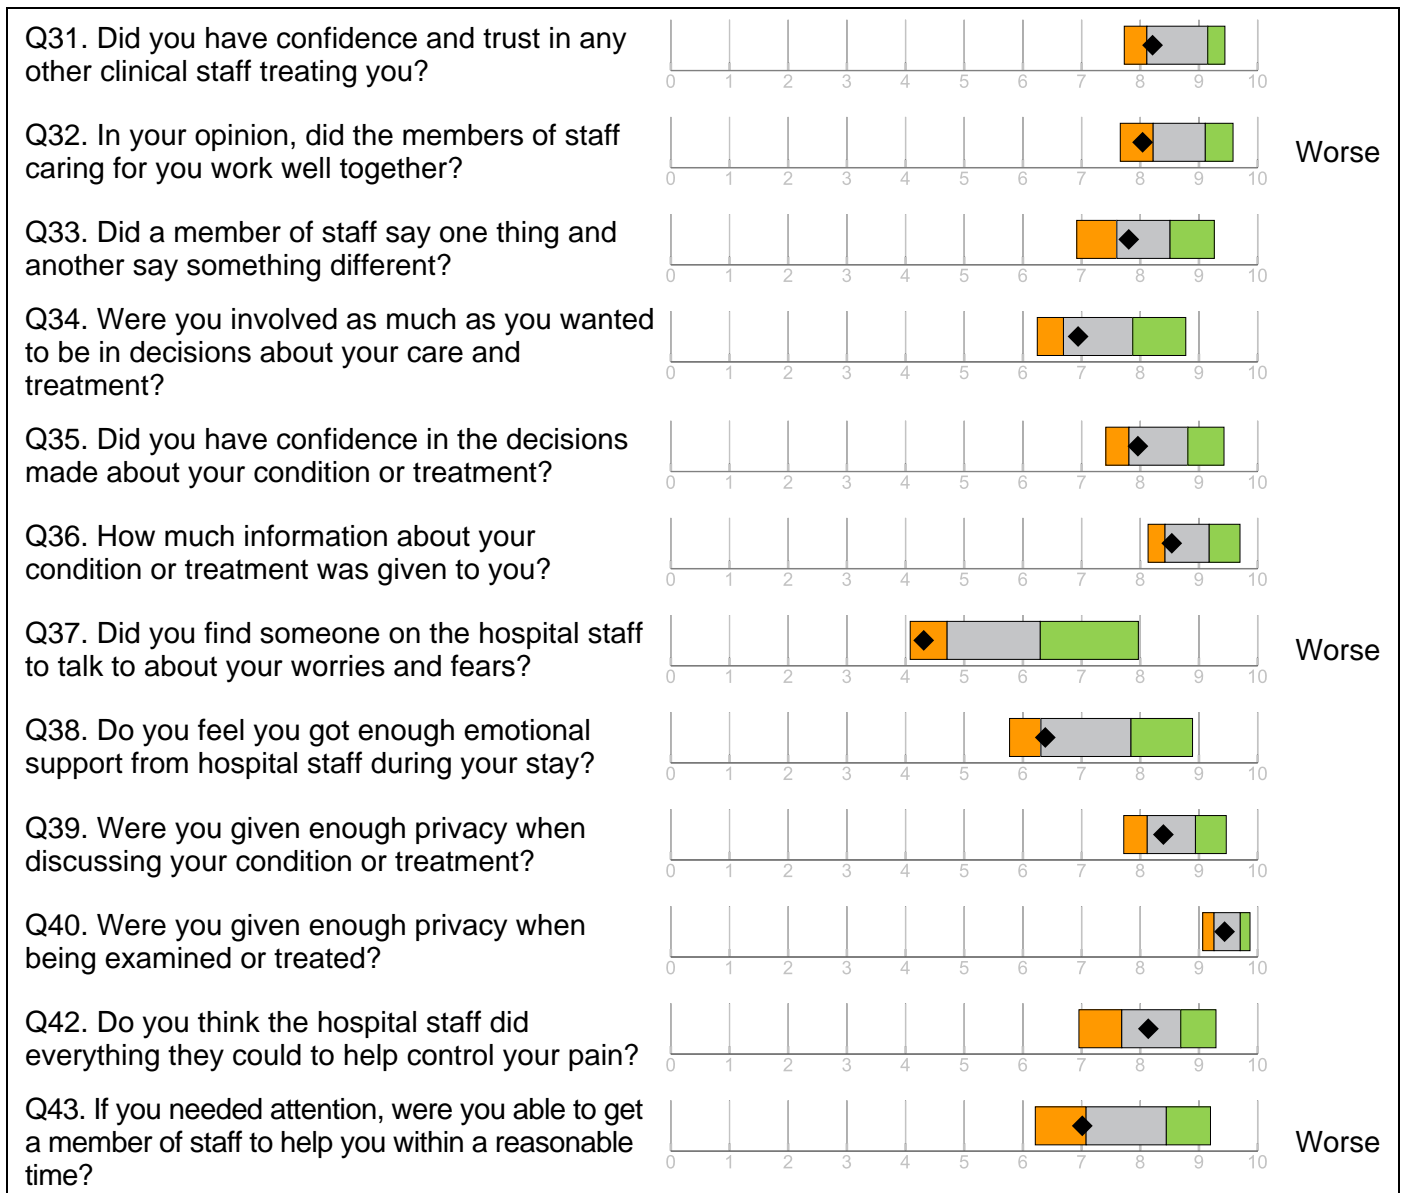 Q31. Did you have confidence and trust in any
other clinical staff treating you?
0 1 2 3 4 5 6 7 8 9 10
Q32. In your opinion, did the members of staff
caring for you work well together?
0 1 2 3 4 5 6 7 8 9 10
Worse
Q33. Did a member of staff say one thing and
another say something different?
0 1 2 3 4 5 6 7 8 9 10
Q34. Were you involved as much as you wanted
to be in decisions about your care and
treatment?
0 1 2 3 4 5 6 7 8 9 10
Q35. Did you have confidence in the decisions
made about your condition or treatment?
0 1 2 3 4 5 6 7 8 9 10
Q36. How much information about your
condition or treatment was given to you?
0 1 2 3 4 5 6 7 8 9 10
Q37. Did you find someone on the hospital staff
to talk to about your worries and fears?
0 1 2 3 4 5 6 7 8 9 10
Worse
Q38. Do you feel you got enough emotional
support from hospital staff during your stay?
0 1 2 3 4 5 6 7 8 9 10
Q39. Were you given enough privacy when
discussing your condition or treatment?
0 1 2 3 4 5 6 7 8 9 10
Q40. Were you given enough privacy when
being examined or treated?
0 1 2 3 4 5 6 7 8 9 10
Q42. Do you think the hospital staff did
everything they could to help control your pain?
0 1 2 3 4 5 6 7 8 9 10
Q43. If you needed attention, were you able to get
a member of staff to help you within a reasonable
time?
0 1 2 3 4 5 6 7 8 9 10
Worse